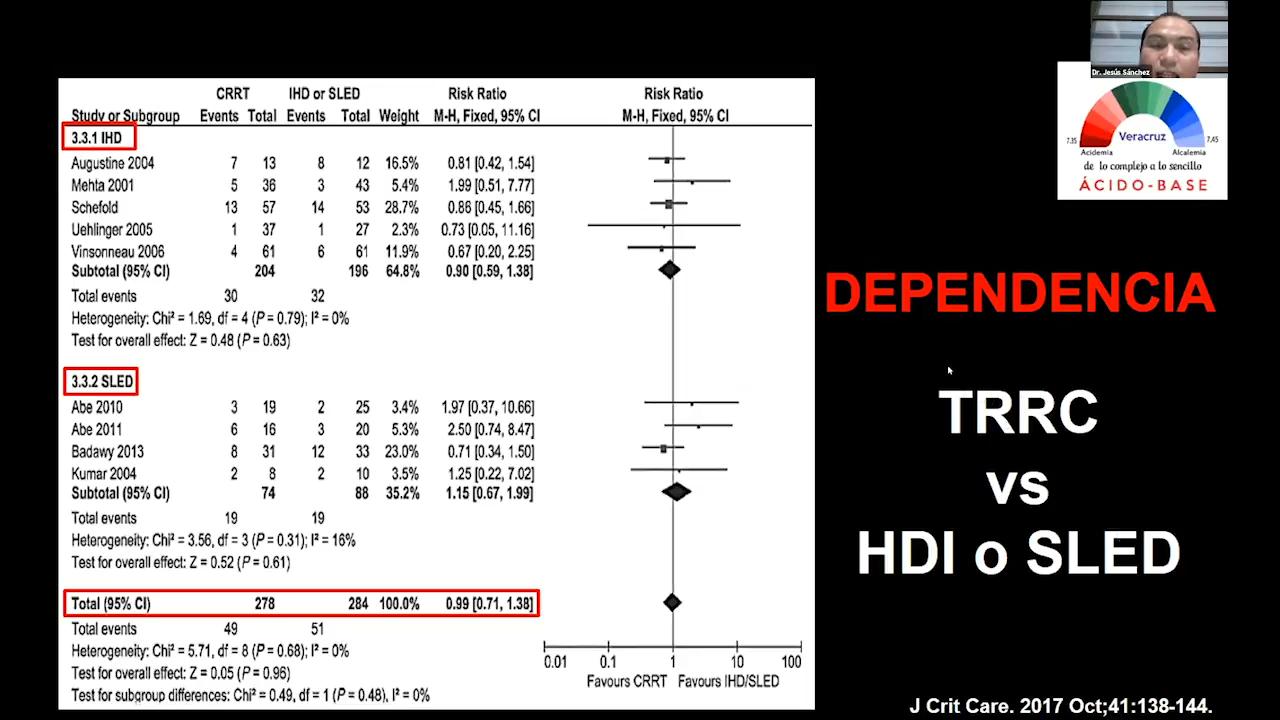 Dr. Jesús Sánchez
7.35 Veracruz 7.45
Acidemia Alcalemia
de lo complejo a lo sencillo
ÁCIDO-BASE
CRRT IHD or SLED Risk Ratio Risk Ratio
Study or Subgroup Events Total Events Total Weight M-H, Fixed, 95% CI M-H, Fixed, 95% CI
3.3.1 IHD
Augustine 2004 7 13 8 12 16.5% 0.81 [0.42, 1.54]
Mehta 2001 5 36 3 43 5.4% 1.99 [0.51, 7.77]
Schefold 13 57 14 53 28.7% 0.86 [0.45, 1.66]
Uehlinger 2005 1 37 1 27 2.3% 0.73 [0.05, 11.16]
Vinsonneau 2006 4 61 6 61 11.9% 0.67 [0.20, 2.25]
Subtotal (95% CI) 204 196 64.8% 0.90 [0.59, 1.38]
Total events 30 32
Heterogeneity: Chi² = 1.69, df = 4 (P = 0.79); I² = 0%
Test for overall effect: Z = 0.48 (P = 0.63)
3.3.2 SLED
Abe 2010 3 19 2 25 3.4% 1.97 [0.37, 10.66]
Abe 2011 6 16 3 20 5.3% 2.50 [0.74, 8.47]
Badawy 2013 8 31 12 33 23.0% 0.71 [0.34, 1.50]
Kumar 2004 2 8 2 10 3.5% 1.25 [0.22, 7.02]
Subtotal (95% CI) 74 88 35.2% 1.15 [0.67, 1.99]
Total events 19 19
Heterogeneity: Chi² = 3.56, df = 3 (P = 0.31); I² = 16%
Test for overall effect: Z = 0.52 (P = 0.61)
Total (95% CI) 278 284 100.0% 0.99 [0.71, 1.38]
Total events 49 51
Heterogeneity: Chi² = 5.71, df = 8 (P = 0.68); I² = 0%
Test for overall effect: Z = 0.05 (P = 0.96)
Test for subgroup differences: Chi² = 0.49, df = 1 (P = 0.48), I² = 0%
0.01 0.1 1 10 100
Favours CRRT Favours IHD/SLED
DEPENDENCIA
TRRC
vs
HDI o SLED
J Crit Care. 2017 Oct;41:138-144.